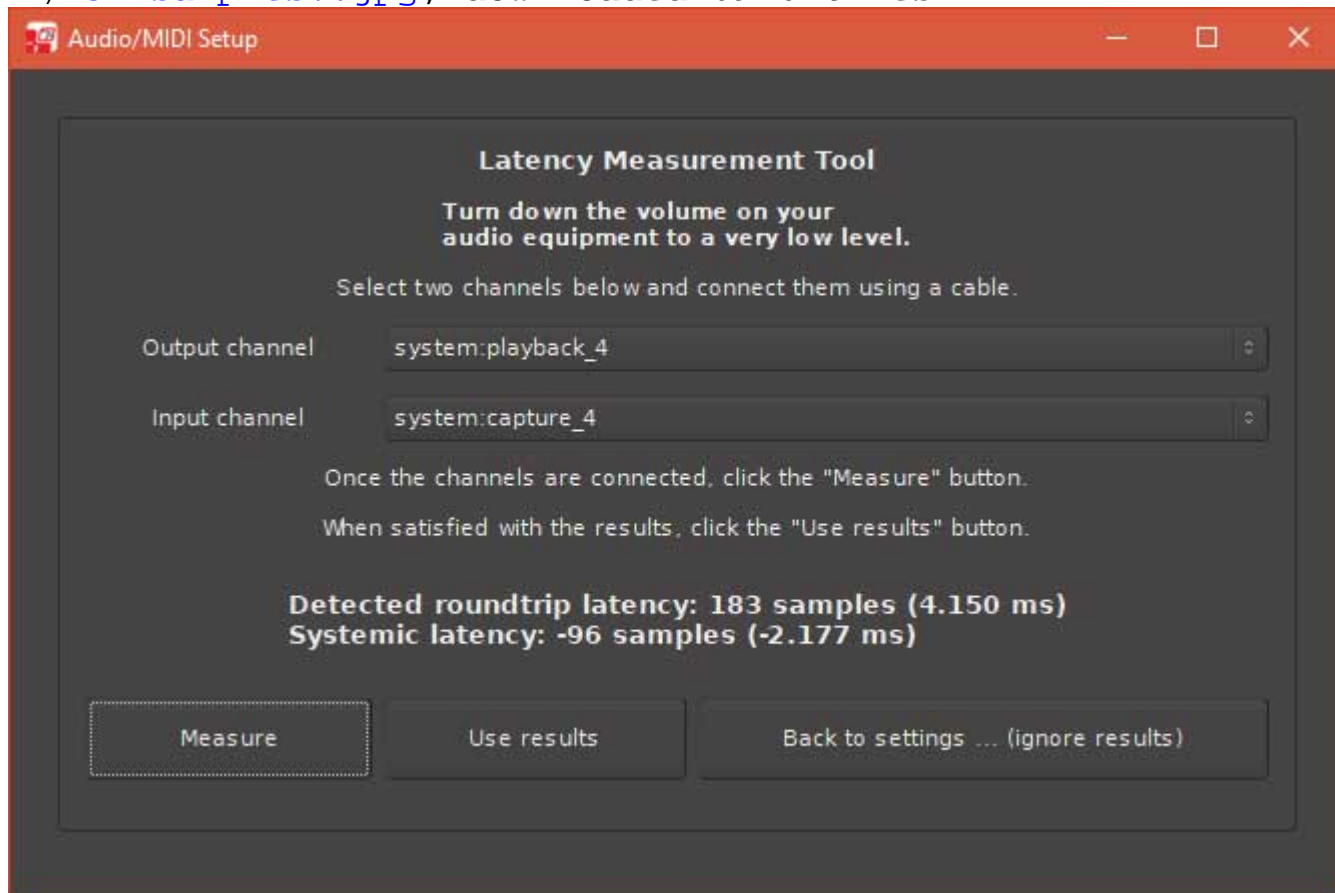 Audio/MIDI Setup
Latency Measurement Tool
Turn down the volume on your
audio equipment to a very low level.
Select two channels below and connect them using a cable.
Output channel system:playback_4
Input channel system:capture_4
Once the channels are connected, click the "Measure" button.
When satisfied with the results, click the "Use results" button.
Detected roundtrip latency: 183 samples (4.150 ms)
Systemic latency: -96 samples (-2.177 ms)
Measure Use results Back to settings ... (ignore results)